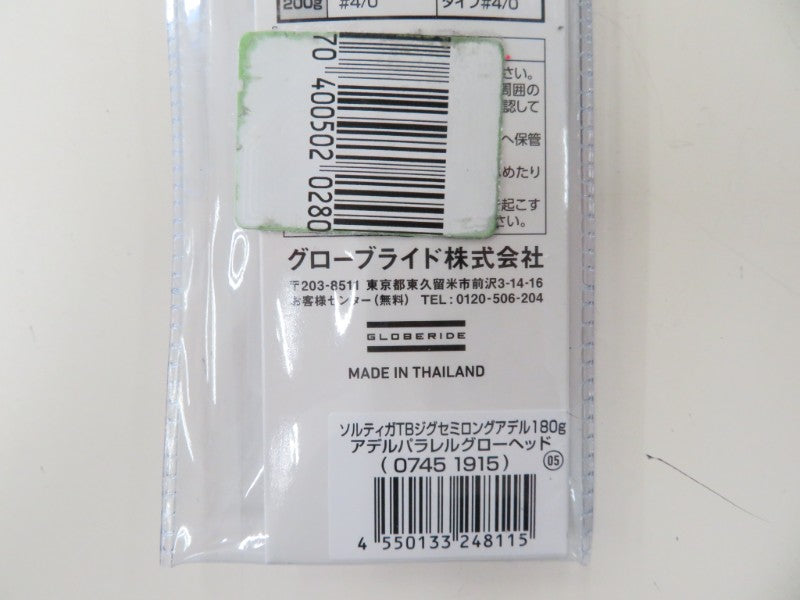 200g #4/0 タイプ#4/0
さい。
周囲の
認して
へ保管
めたり
を起こす
さい。
70 400502 0280
グローブライド株式会社
〒203-8511 東京都東久留米市前沢3-14-16
お客様センター(無料) TEL:0120-506-204
GLOBERIDE
MADE IN THAILAND
ソルティガTBジグセミロングアデル180g
アデルパラレルグローヘッド
(0745 1915) 05
4 550133 248115